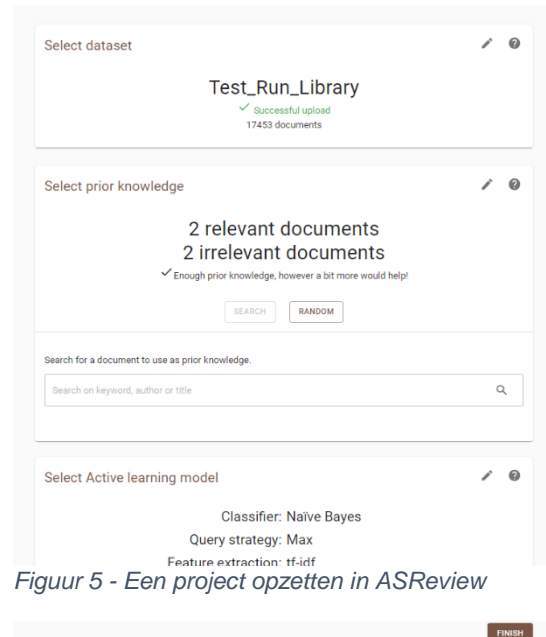 Select dataset
Test_Run_Library
Successful upload
17453 documents
Select prior knowledge
2 relevant documents
2 irrelevant documents
Enough prior knowledge, however a bit more would help!
SEARCH RANDOM
Search for a document to use as prior knowledge.
Search on keyword, author or title
Select Active learning model
Classifier: Naïve Bayes
Query strategy: Max
Feature extraction: tf-idf
Figuur 5 - Een project opzetten in ASReview
FINISH